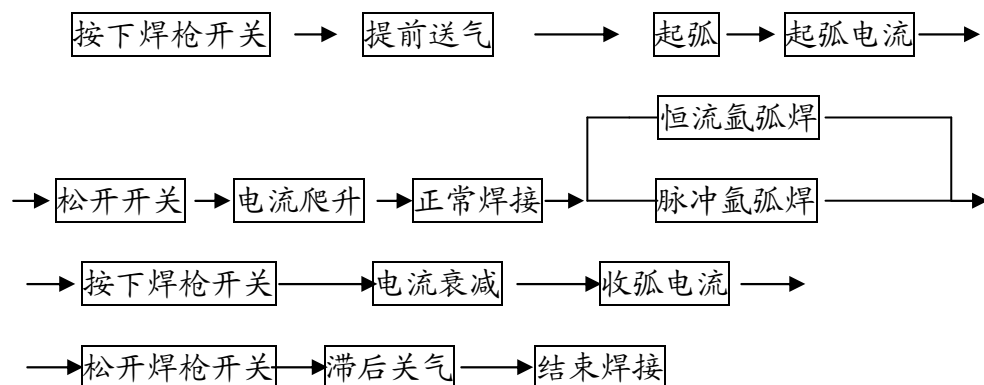 按下焊枪开关 提前送气 起弧 起弧电流
恒流氩弧焊
松开开关 电流爬升 正常焊接 脉冲氩弧焊
按下焊枪开关 电流衰减 收弧电流
松开焊枪开关 滞后关气 结束焊接